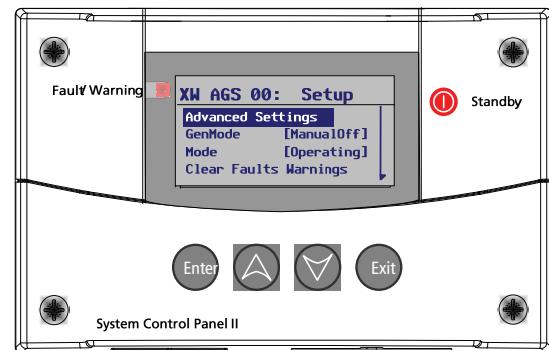 Fault/ Warning
XW AGS 00: Setup
Standby
Advanced Settings
GenMode [ManualOff]
Mode [Operating]
Clear Faults Warnings
Enter
Exit
System Control Panel II